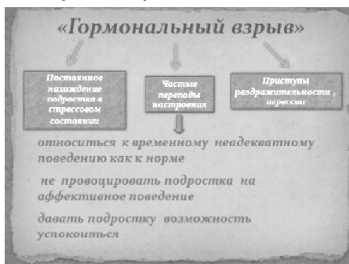 «Гормональный взрыв»
Постоянное
нахождение
подростка в
стрессовом
состоянии
Частые
перепады
настроения
Приступы
раздражительности ,
агрессии
относиться к временному неадекватному
поведению как к норме
не провоцировать подростка на
аффективное поведение
давать подростку возможность
успокоиться